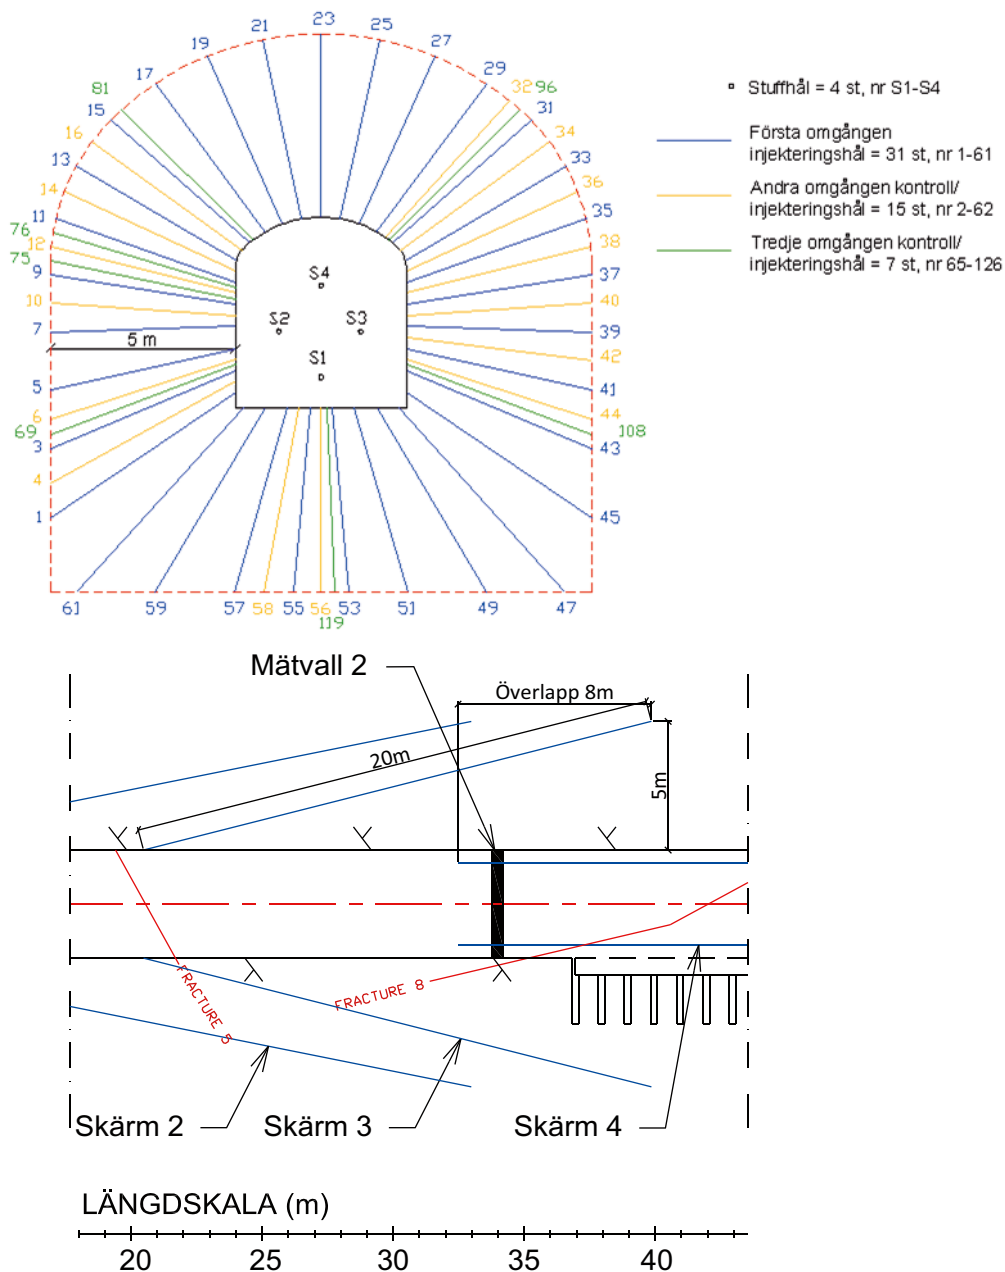 23
21
25
19
27
17
29
81
32
96
15
31
16
34
13
33
14
36
11
35
76
12
38
75
9
37
10
40
7
39
5 m
42
5
41
6
44
69
108
3
43
4
1
45
61
59
57
58
55
56
53
51
49
47
119
S4
S2
S3
S1
Stuffhål = 4 st, nr S1-S4
Första omgången
injekteringshål = 31 st, nr 1-61
Andra omgången kontroll/
injekteringshål = 15 st, nr 2-62
Tredje omgången kontroll/
injekteringshål = 7 st, nr 65-126
Mätvall 2
Överlapp 8m
20m
5m
FRACTURE 5
FRACTURE 8
Skärm 2
Skärm 3
Skärm 4
LÄNGDSKALA (m)
20
25
30
35
40